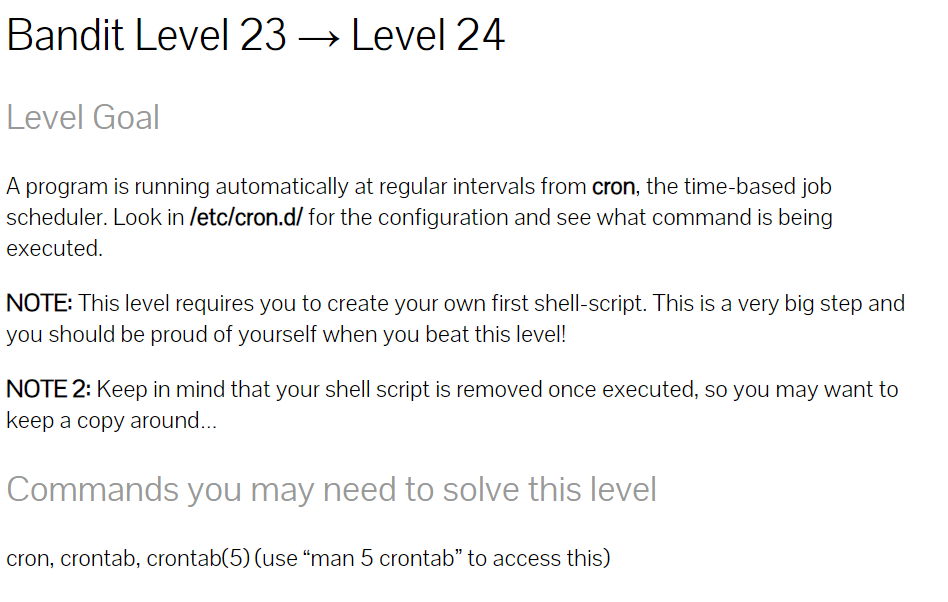 Bandit Level 23 → Level 24
Level Goal
A program is running automatically at regular intervals from cron, the time-based job
scheduler. Look in /etc/cron.d/ for the configuration and see what command is being
executed.
NOTE: This level requires you to create your own first shell-script. This is a very big step and
you should be proud of yourself when you beat this level!
NOTE 2: Keep in mind that your shell script is removed once executed, so you may want to
keep a copy around…
Commands you may need to solve this level
cron, crontab, crontab(5) (use “man 5 crontab” to access this)